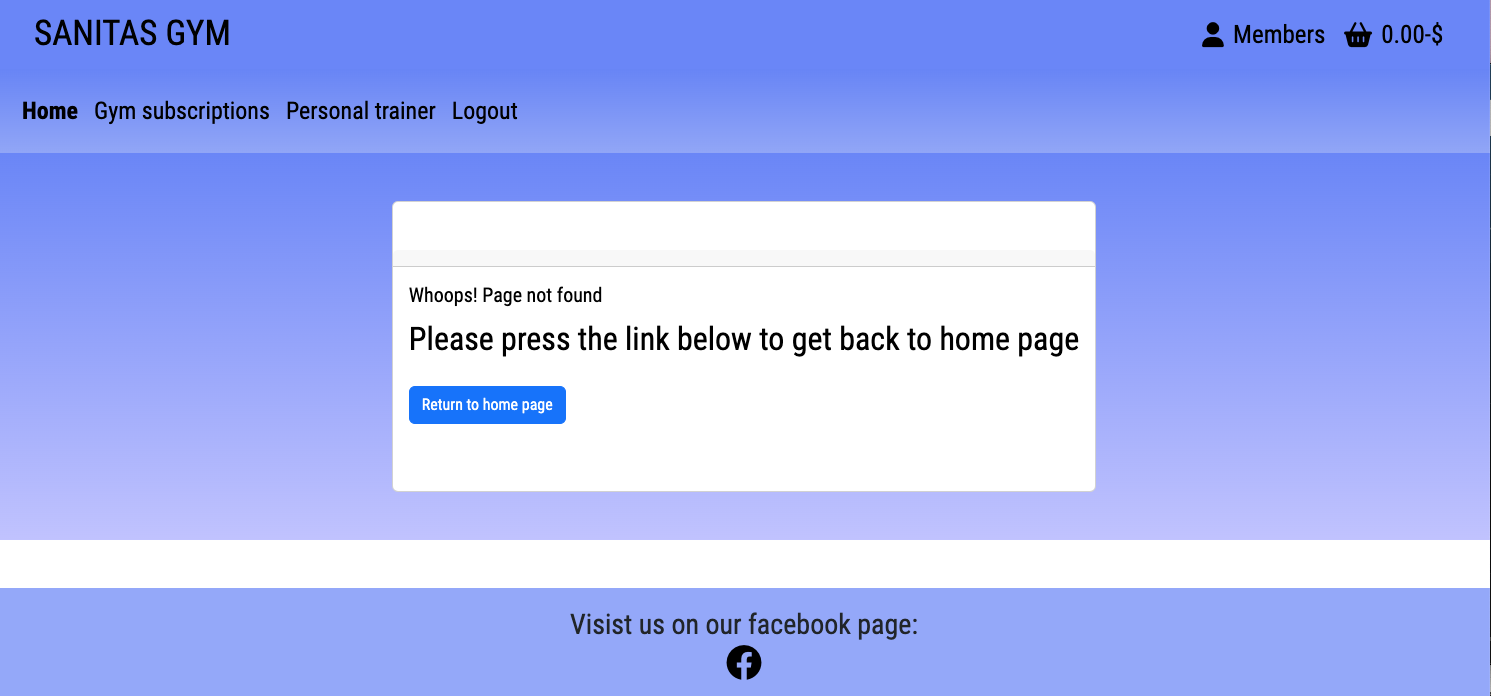 SANITAS GYM
Members 0.00-$
Home Gym subscriptions Personal trainer Logout
Whoops! Page not found
Please press the link below to get back to home page
Return to home page
Visist us on our facebook page: